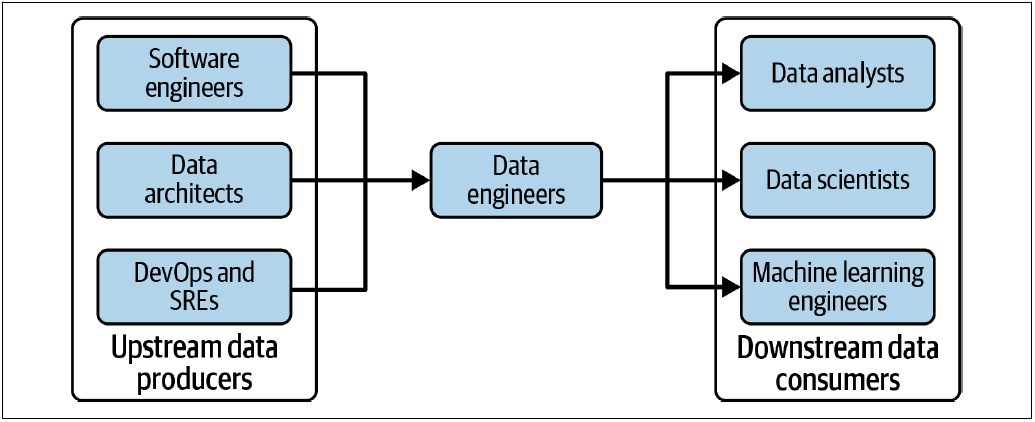 Software
engineers
Data
architects
DevOps and
SREs
Upstream data
producers
Data
engineers
Data analysts
Data scientists
Machine learning
engineers
Downstream data
consumers